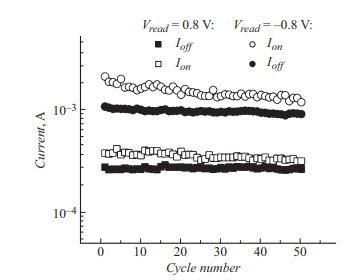 V_read = 0.8 V: V_read = −0.8 V:
■ I_off ○ I_on
□ I_on ● I_off
Current, A
10⁻³
10⁻⁴
0 10 20 30 40 50
Cycle number